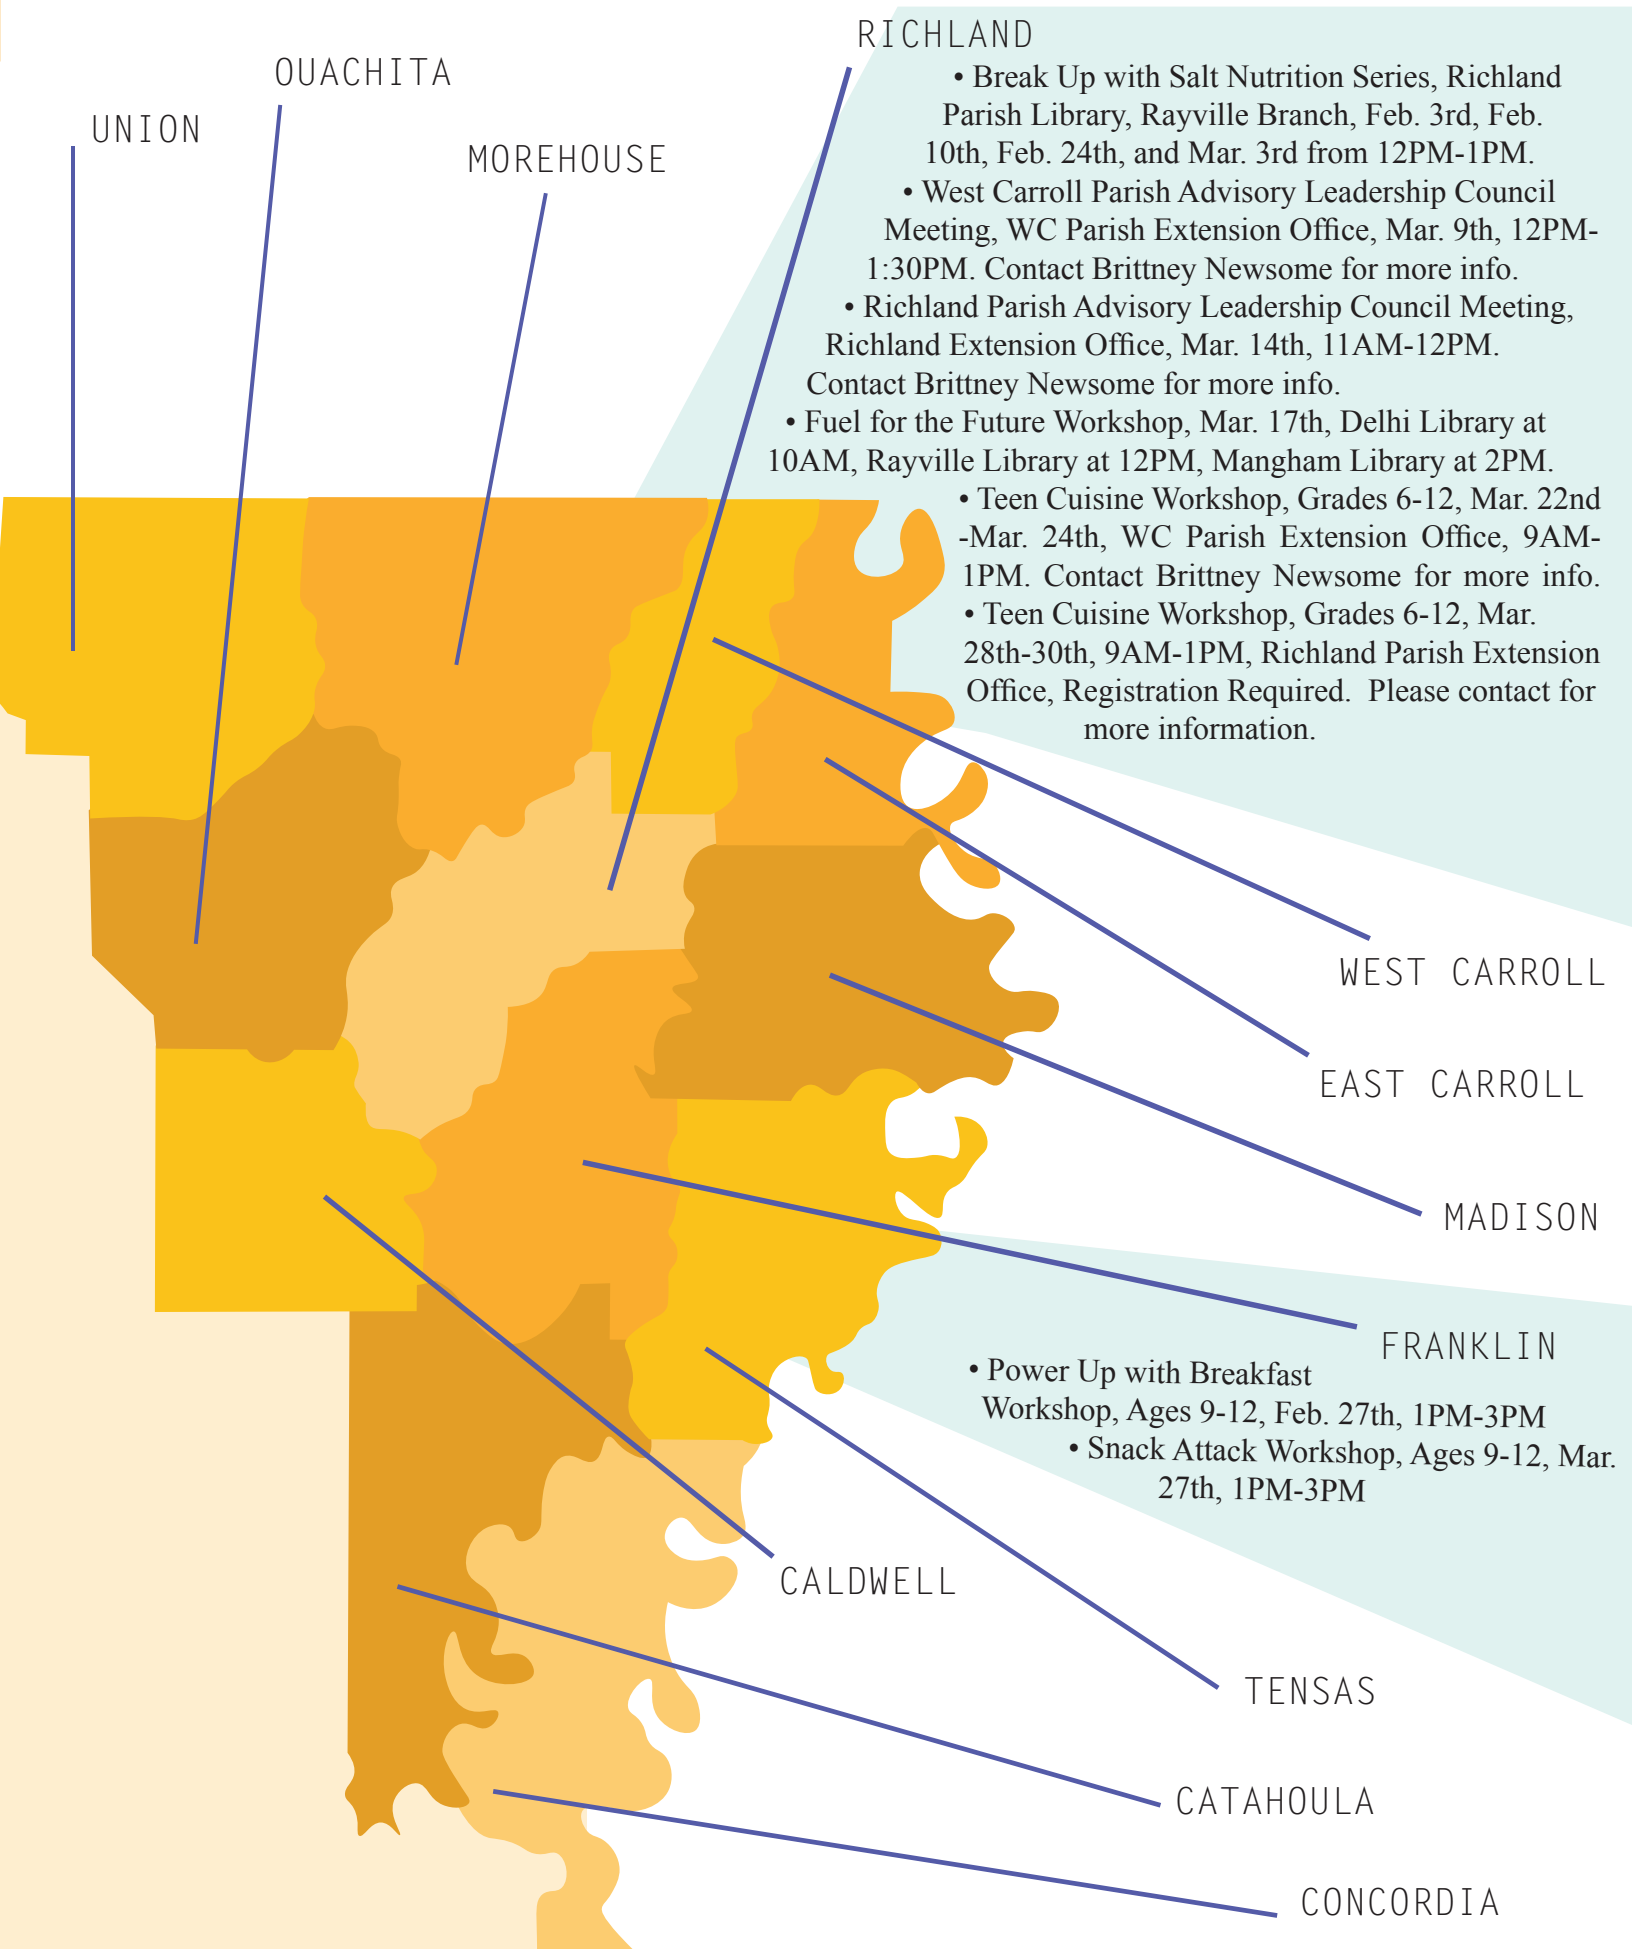 RICHLAND
OUACHITA
UNION
MOREHOUSE
• Break Up with Salt Nutrition Series, Richland
Parish Library, Rayville Branch, Feb. 3rd, Feb.
10th, Feb. 24th, and Mar. 3rd from 12PM-1PM.
• West Carroll Parish Advisory Leadership Council
Meeting, WC Parish Extension Office, Mar. 9th, 12PM-
1:30PM. Contact Brittney Newsome for more info.
• Richland Parish Advisory Leadership Council Meeting,
Richland Extension Office, Mar. 14th, 11AM-12PM.
Contact Brittney Newsome for more info.
• Fuel for the Future Workshop, Mar. 17th, Delhi Library at
10AM, Rayville Library at 12PM, Mangham Library at 2PM.
• Teen Cuisine Workshop, Grades 6-12, Mar. 22nd
-Mar. 24th, WC Parish Extension Office, 9AM-
1PM. Contact Brittney Newsome for more info.
• Teen Cuisine Workshop, Grades 6-12, Mar.
28th-30th, 9AM-1PM, Richland Parish Extension
Office, Registration Required. Please contact for
more information.
WEST CARROLL
EAST CARROLL
MADISON
FRANKLIN
• Power Up with Breakfast
Workshop, Ages 9-12, Feb. 27th, 1PM-3PM
• Snack Attack Workshop, Ages 9-12, Mar.
27th, 1PM-3PM
CALDWELL
TENSAS
CATAHOULA
CONCORDIA